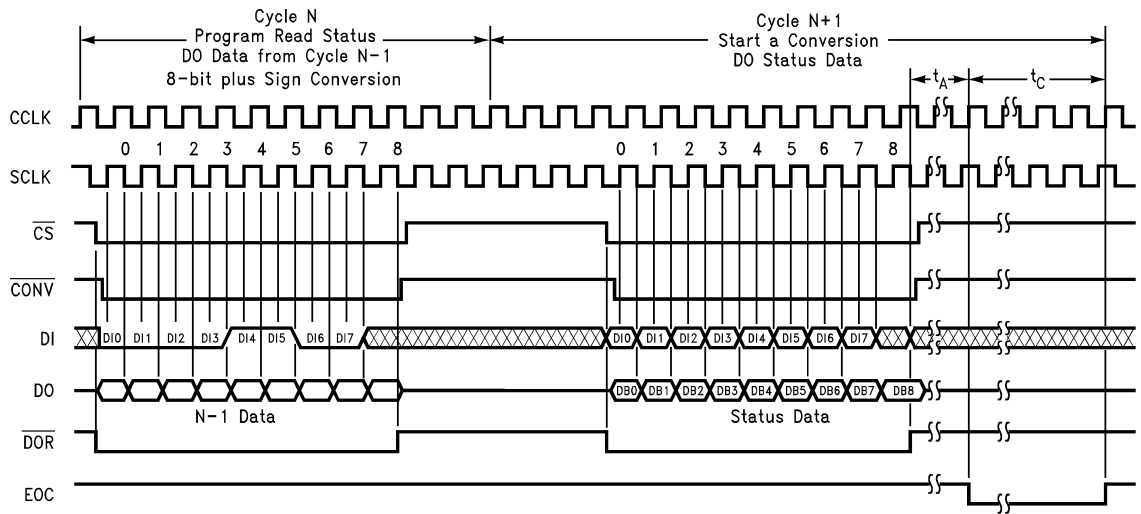 Cycle N
Program Read Status
DO Data from Cycle N-1
8-bit plus Sign Conversion
Cycle N+1
Start a Conversion
DO Status Data
tA
tC
CCLK
0 1 2 3 4 5 6 7 8 0 1 2 3 4 5 6 7 8
SCLK
CS
CONV
DI DI0 DI1 DI2 DI3 DI4 DI5 DI6 DI7 DI0 DI1 DI2 DI3 DI4 DI5 DI6 DI7
DO DB0 DB1 DB2 DB3 DB4 DB5 DB6 DB7 DB8
N-1 Data Status Data
DOR
EOC